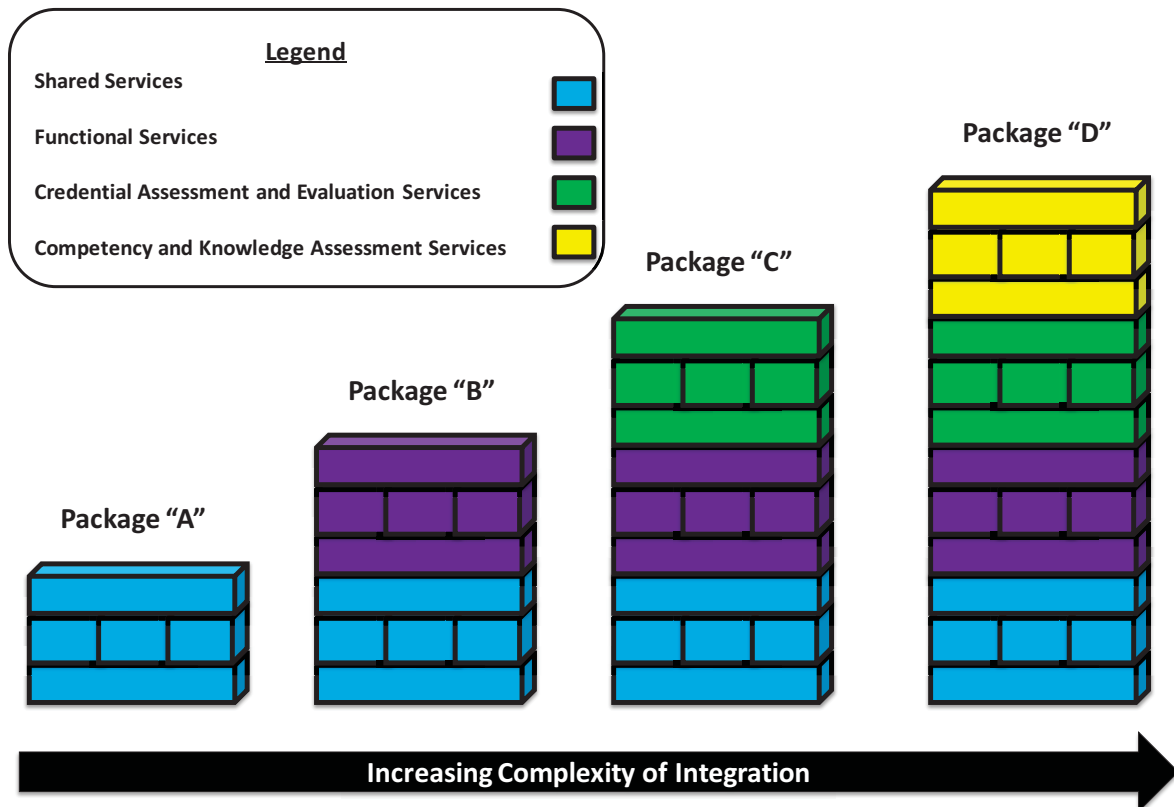 Legend
Shared Services
Functional Services
Credential Assessment and Evaluation Services
Competency and Knowledge Assessment Services
Package “D”
Package “C”
Package “B”
Package “A”
Increasing Complexity of Integration